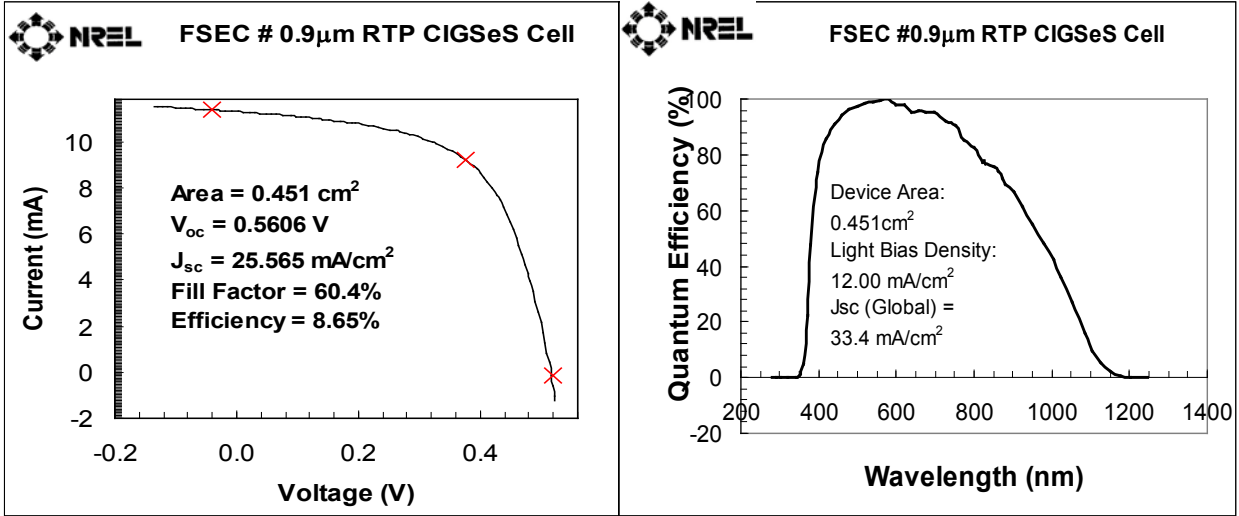 NREL
FSEC # 0.9μm RTP CIGSeS Cell
10
8
6
4
2
0
-2
-0.2
0.0
0.2
0.4
Current (mA)
Voltage (V)
Area = 0.451 cm²
Voc = 0.5606 V
Jsc = 25.565 mA/cm²
Fill Factor = 60.4%
Efficiency = 8.65%
NREL
FSEC #0.9μm RTP CIGSeS Cell
100
80
60
40
20
0
-20
200
400
600
800
1000
1200
1400
Quantum Efficiency (%)
Wavelength (nm)
Device Area:
0.451cm²
Light Bias Density:
12.00 mA/cm²
Jsc (Global) =
33.4 mA/cm²